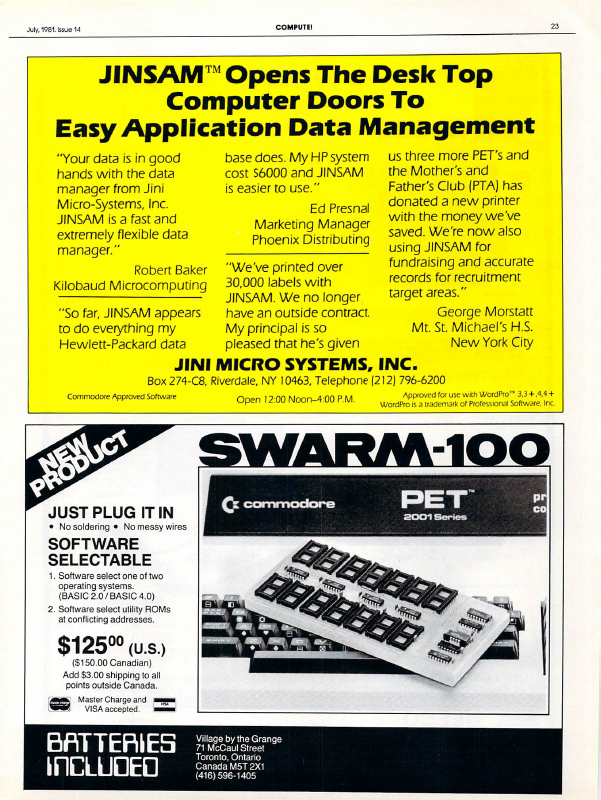 July, 1981. Issue 14
COMPUTE!
23
JINSAM™ Opens The Desk Top
Computer Doors To
Easy Application Data Management
"Your data is in good
hands with the data
manager from Jini
Micro-Systems, Inc.
JINSAM is a fast and
extremely flexible data
manager."
Robert Baker
Kilobaud Microcomputing
"So far, JINSAM appears
to do everything my
Hewlett-Packard data
base does. My HP system
cost $6000 and JINSAM
is easier to use."
Ed Presnal
Marketing Manager
Phoenix Distributing
"We've printed over
30,000 labels with
JINSAM. We no longer
have an outside contract.
My principal is so
pleased that he's given
us three more PET's and
the Mother's and
Father's Club (PTA) has
donated a new printer
with the money we've
saved. We're now also
using JINSAM for
fundraising and accurate
records for recruitment
target areas."
George Morstatt
Mt. St. Michael's H.S.
New York City
JINI MICRO SYSTEMS, INC.
Box 274-C8, Riverdale, NY 10463, Telephone (212) 796-6200
Commodore Approved Software
Open 12:00 Noon–4:00 P.M.
Approved for use with WordPro™ 3,3+,4,4+
WordPro is a trademark of Professional Software, Inc.
NEW
PRODUCT
SWARM-100
JUST PLUG IT IN
• No soldering • No messy wires
SOFTWARE
SELECTABLE
1. Software select one of two
operating systems.
(BASIC 2.0/BASIC 4.0)
2. Software select utility ROMs
at conflicting addresses.
$125⁰⁰ (U.S.)
($150.00 Canadian)
Add $3.00 shipping to all
points outside Canada.
Master Charge and
VISA accepted.
VISA
commodore
PET™
2001 Series
pr
co
BATTERIES
INCLUDED
Village by the Grange
71 McCaul Street
Toronto, Ontario
Canada M5T 2X1
(416) 596-1405